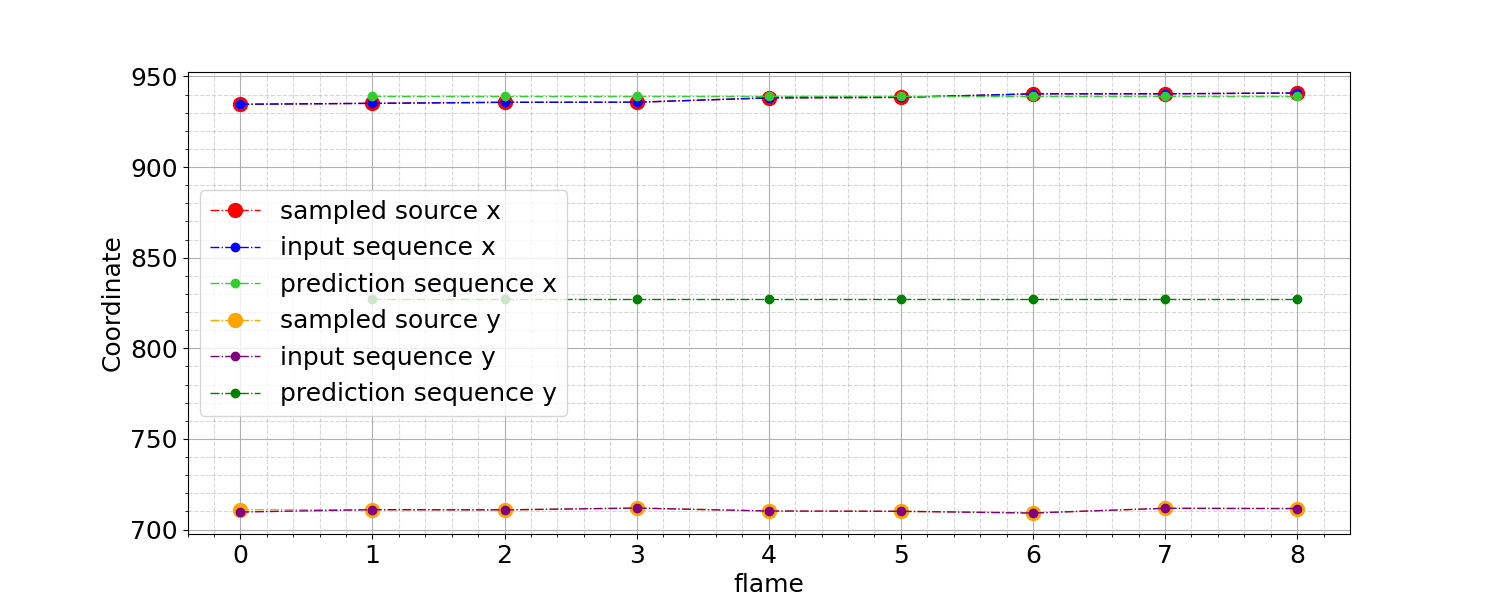 950
900
850
800
750
700
Coordinate
sampled source x
input sequence x
prediction sequence x
sampled source y
input sequence y
prediction sequence y
0 1 2 3 4 5 6 7 8
flame